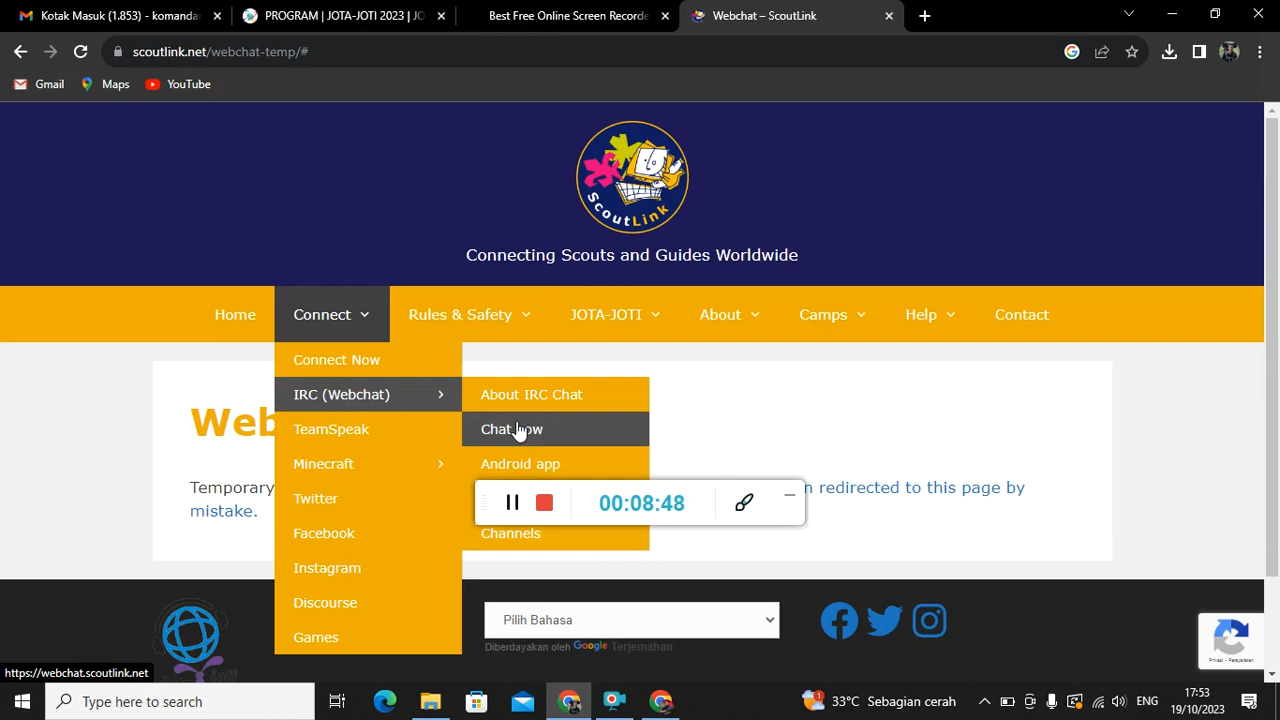 Kotak Masuk (1.853) - komandan
PROGRAM | JOTA-JOTI 2023 | JO
Best Free Online Screen Recorde
Webchat – ScoutLink
scoutlink.net/webchat-temp/#
Gmail
Maps
YouTube
ScoutLink
Connecting Scouts and Guides Worldwide
Home
Connect
Rules & Safety
JOTA-JOTI
About
Camps
Help
Contact
Connect Now
IRC (Webchat)
About IRC Chat
TeamSpeak
Chat Now
Minecraft
Android app
Temporary
redirected to this page by
mistake.
Twitter
00:08:48
Facebook
Channels
Instagram
Discourse
Games
Pilih Bahasa
Diberdayakan oleh Google Terjemahan
Privasi - Persyaratan
https://webchat.scoutlink.net
Type here to search
33°C Sebagian cerah
ENG
17:53
19/10/2023